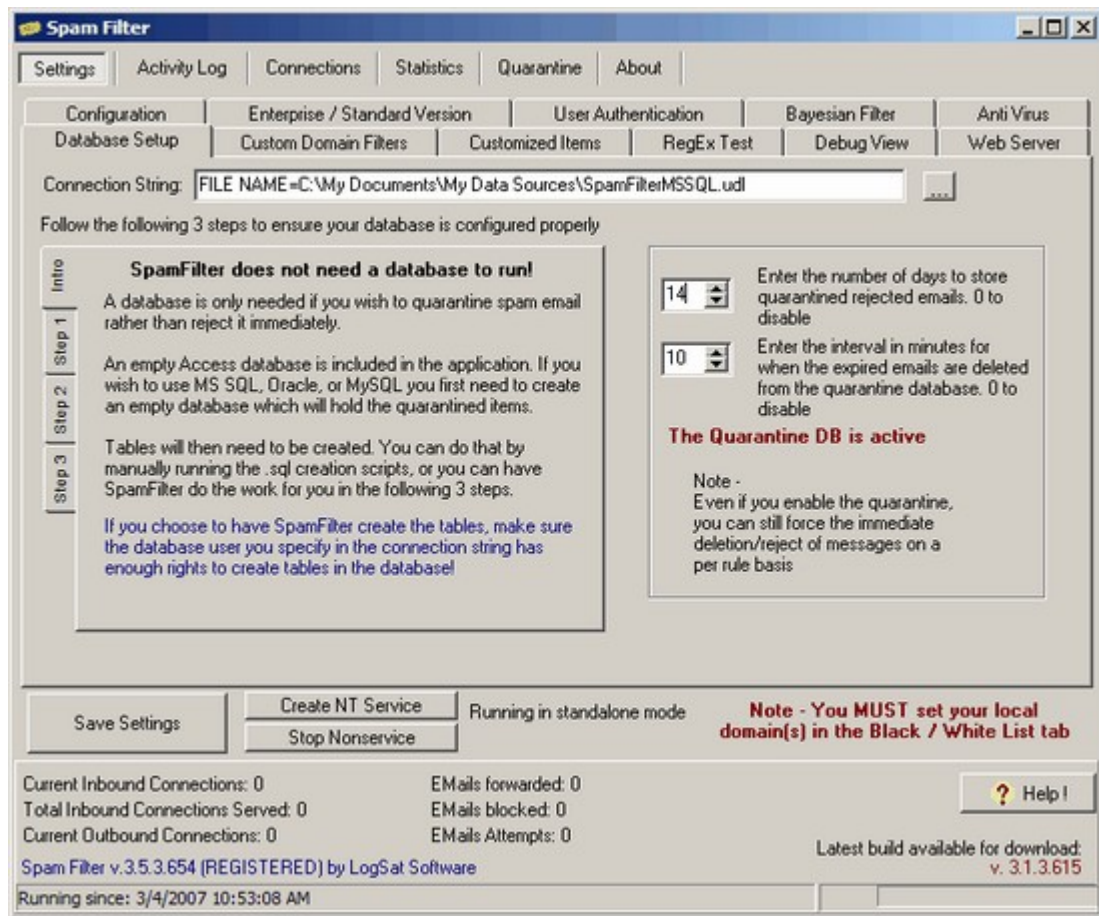 Spam Filter
Settings Activity Log Connections Statistics Quarantine About
Configuration Enterprise / Standard Version User Authentication Bayesian Filter Anti Virus
Database Setup Custom Domain Filters Customized Items RegEx Test Debug View Web Server
Connection String: FILE NAME=C:\My Documents\My Data Sources\SpamFilterMSSQL.udl ...
Follow the following 3 steps to ensure your database is configured properly
Intro
Step 1
Step 2
Step 3
SpamFilter does not need a database to run!
A database is only needed if you wish to quarantine spam email
rather than reject it immediately.
An empty Access database is included in the application. If you
wish to use MS SQL, Oracle, or MySQL you first need to create
an empty database which will hold the quarantined items.
Tables will then need to be created. You can do that by
manually running the .sql creation scripts, or you can have
SpamFilter do the work for you in the following 3 steps.
If you choose to have SpamFilter create the tables, make sure
the database user you specify in the connection string has
enough rights to create tables in the database!
14
Enter the number of days to store
quarantined rejected emails. 0 to
disable
10
Enter the interval in minutes for
when the expired emails are deleted
from the quarantine database. 0 to
disable
The Quarantine DB is active
Note -
Even if you enable the quarantine,
you can still force the immediate
deletion/reject of messages on a
per rule basis
Save Settings
Create NT Service
Stop Nonservice
Running in standalone mode
Note - You MUST set your local
domain(s) in the Black / White List tab
Current Inbound Connections: 0
Total Inbound Connections Served: 0
Current Outbound Connections: 0
EMails forwarded: 0
EMails blocked: 0
EMails Attempts: 0
? Help !
Latest build available for download:
v. 3.1.3.615
Spam Filter v.3.5.3.654 (REGISTERED) by LogSat Software
Running since: 3/4/2007 10:53:08 AM